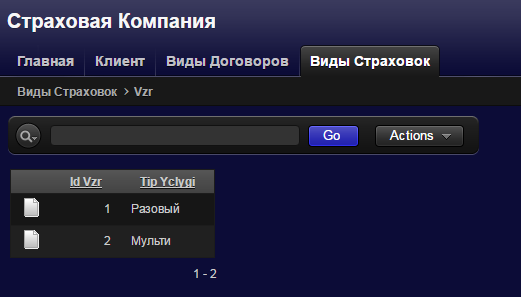 Страховая Компания
Главная Клиент Виды Договоров Виды Страховок
Виды Страховок > Vzr
Go Actions
Id Vzr Tip Yclygi
1 Разовый
2 Мульти
1 - 2